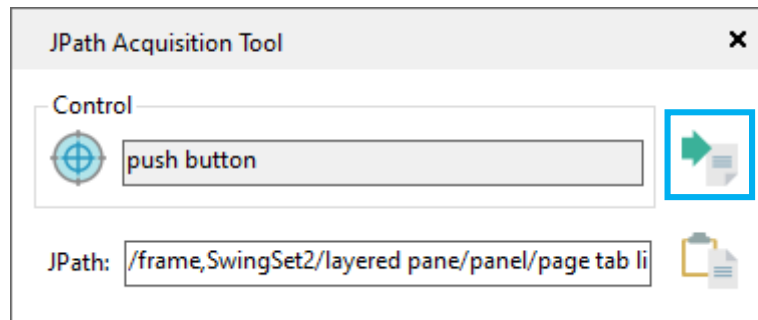 JPath Acquisition Tool
Control
push button
JPath: /frame,SwingSet2/layered pane/panel/page tab li